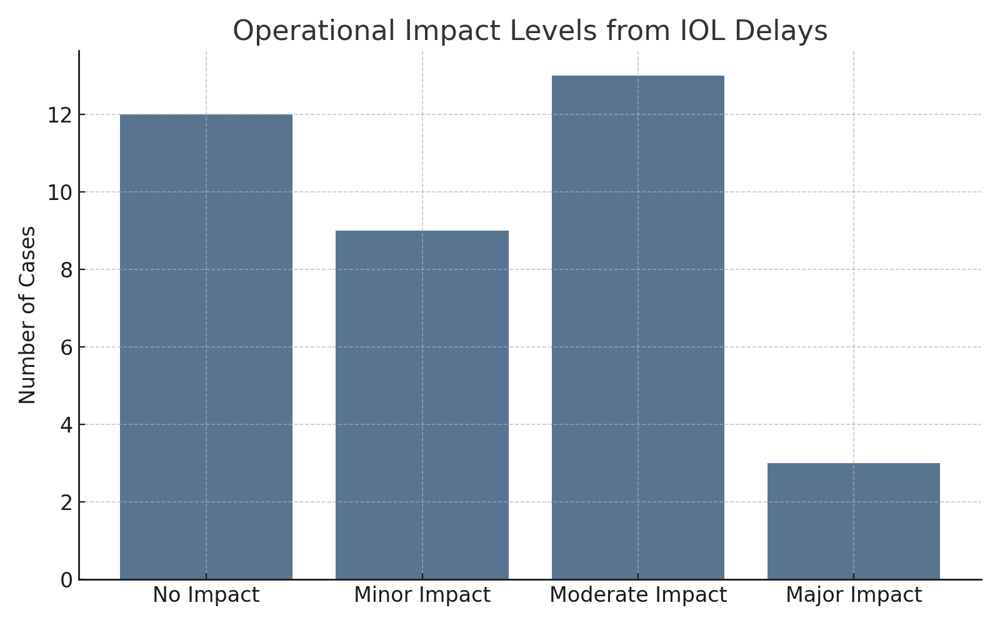 Operational Impact Levels from IOL Delays
Number of Cases
12
10
8
6
4
2
0
No Impact
Minor Impact
Moderate Impact
Major Impact